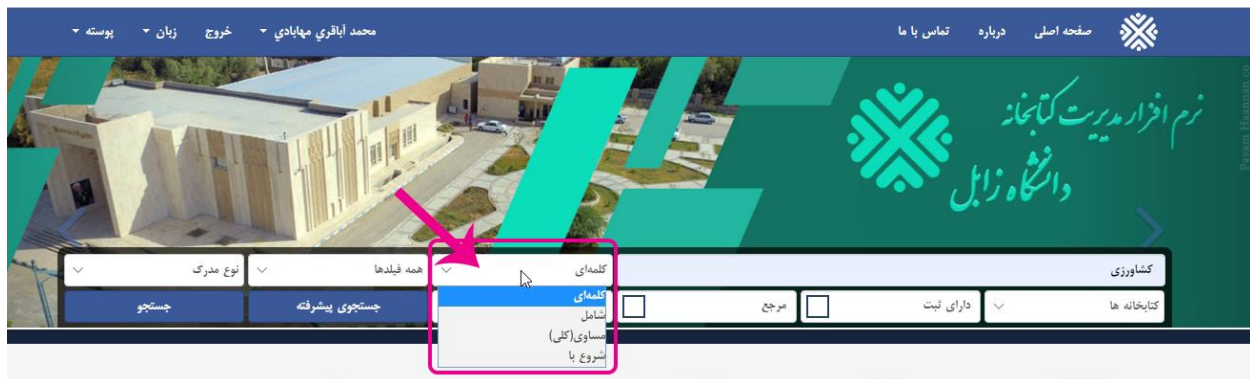 صفحه اصلی درباره تماس با ما محمد آباقري مهابادي خروج زبان پوسته
نرم افزار مدیریت کتابخانه
دانشگاه زابل
کشاورزی کلمه‌ای همه فیلدها نوع مدرک
کتابخانه ها دارای ثبت مرجع جستجوی پیشرفته جستجو
کلمه‌ای
شامل
مساوی(کلی)
شروع با